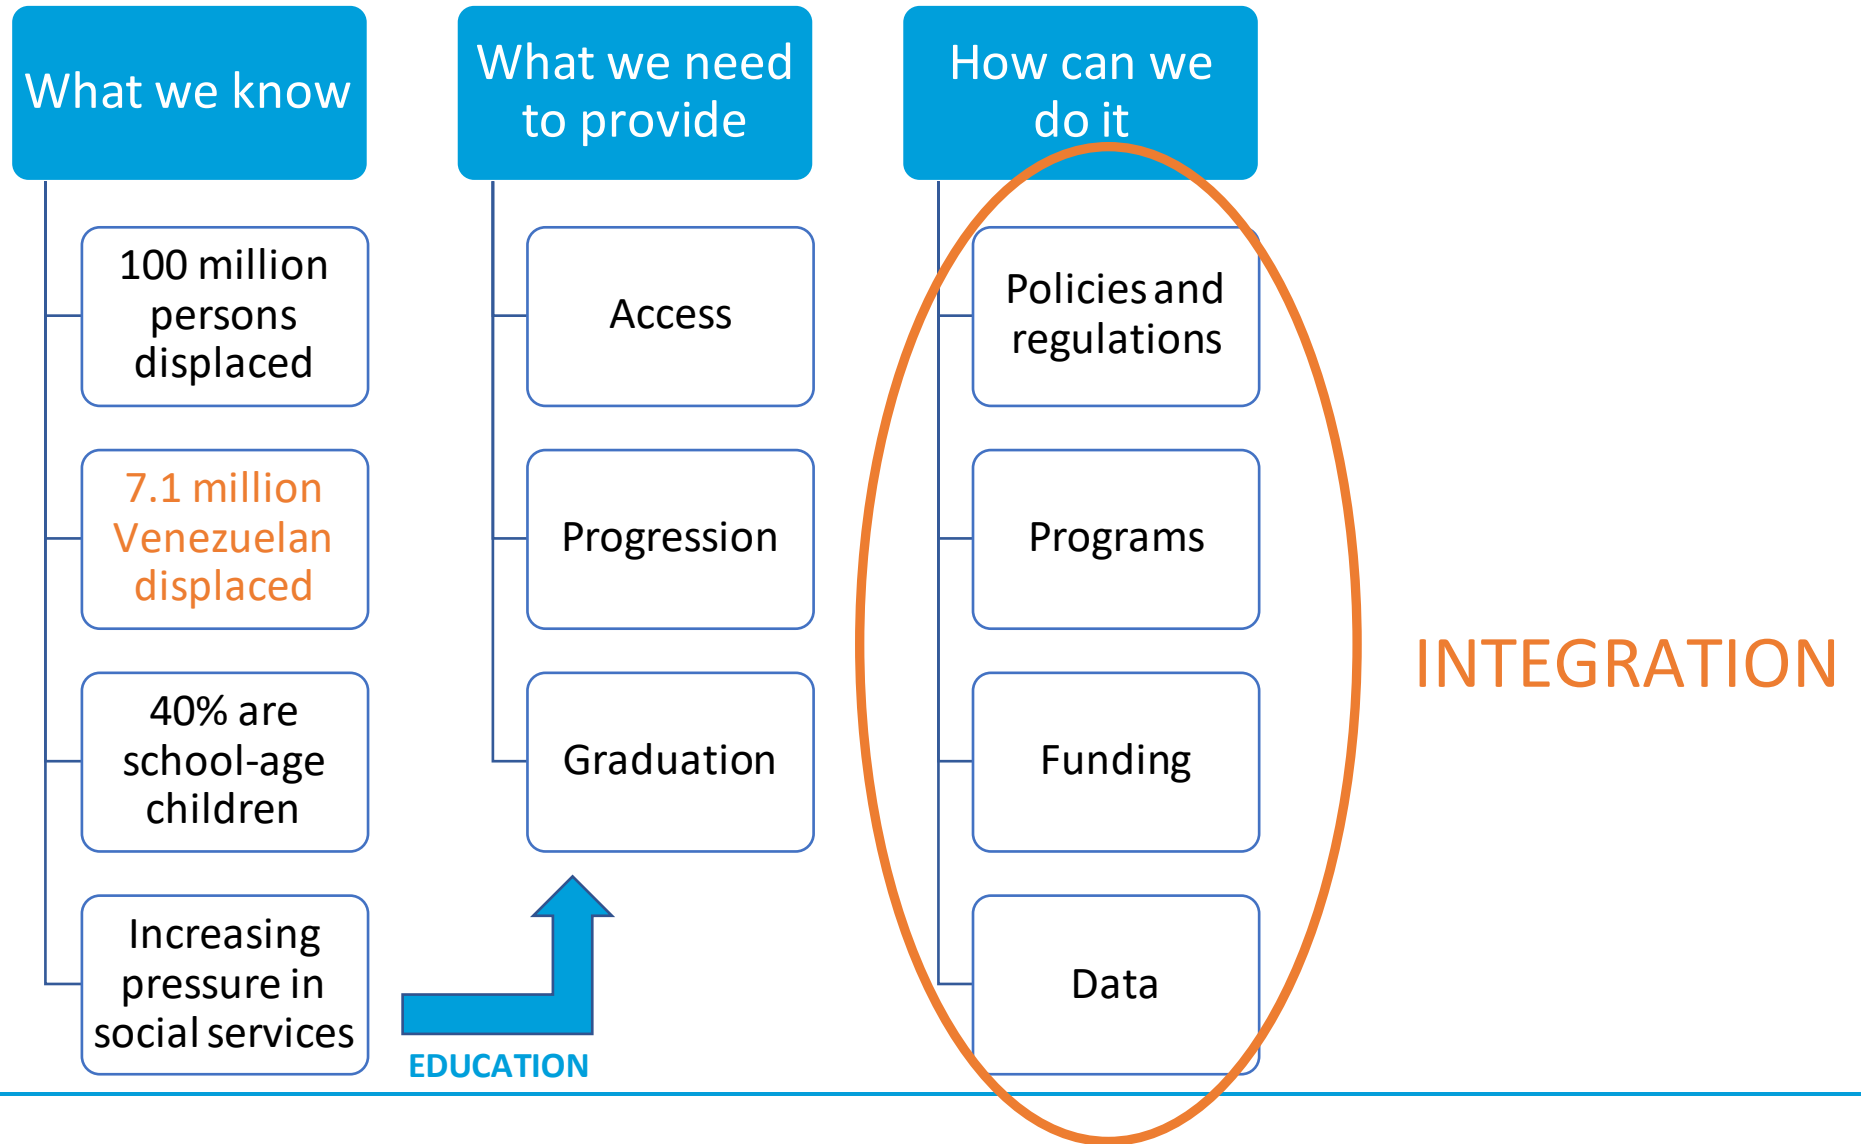 What we know
100 million
persons
displaced
7.1 million
Venezuelan
displaced
40% are
school-age
children
Increasing
pressure in
social services
EDUCATION
What we need
to provide
Access
Progression
Graduation
How can we
do it
Policies and
regulations
Programs
Funding
Data
INTEGRATION